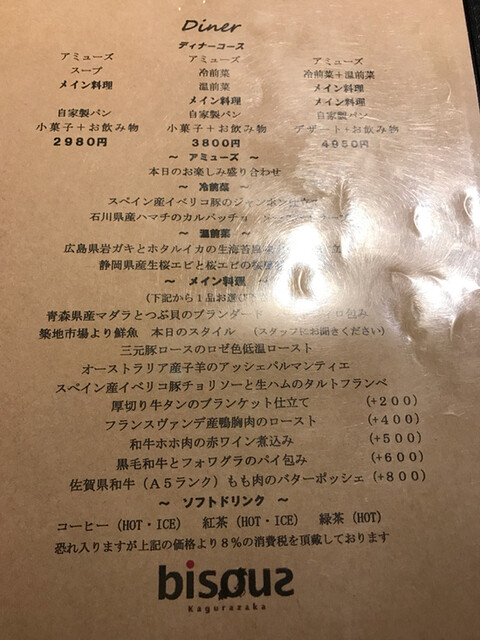 Diner
ディナーコース
アミューズ アミューズ アミューズ
スープ 冷前菜 冷前菜＋温前菜
メイン料理 温前菜 メイン料理
メイン料理 メイン料理
自家製パン 自家製パン 自家製パン
小菓子＋お飲み物 小菓子＋お飲み物 デザート＋お飲み物
2980円 3800円 4950円
～ アミューズ ～
本日のお楽しみ盛り合わせ
～ 冷前菜 ～
スペイン産イベリコ豚のジャンボン仕立て
石川県産ハマチのカルパッチョ
～ 温前菜 ～
広島県岩ガキとホタルイカの生海苔
静岡県産生桜エビと桜エビの
～ メイン料理 ～
(下記から１品お選び
青森県産マダラとつぶ貝のブランダード 包み
築地市場より鮮魚 本日のスタイル (スタッフにお聞きください)
三元豚ロースのロゼ色低温ロースト
オーストラリア産子羊のアッシェパルマンティエ
スペイン産イベリコ豚チョリソーと生ハムのタルトフランベ
厚切り牛タンのブランケット仕立て (+200)
フランスヴァンデ産鴨胸肉のロースト (+400)
和牛ホホ肉の赤ワイン煮込み (+500)
黒毛和牛とフォワグラのパイ包み (+600)
佐賀県和牛（Ａ５ランク）もも肉のバターポッシェ (+800)
～ ソフトドリンク ～
コーヒー (HOT・ICE) 紅茶 (HOT・ICE) 緑茶 (HOT)
恐れ入りますが上記の価格より８％の消費税を頂戴しております
bisous
Kagurazaka